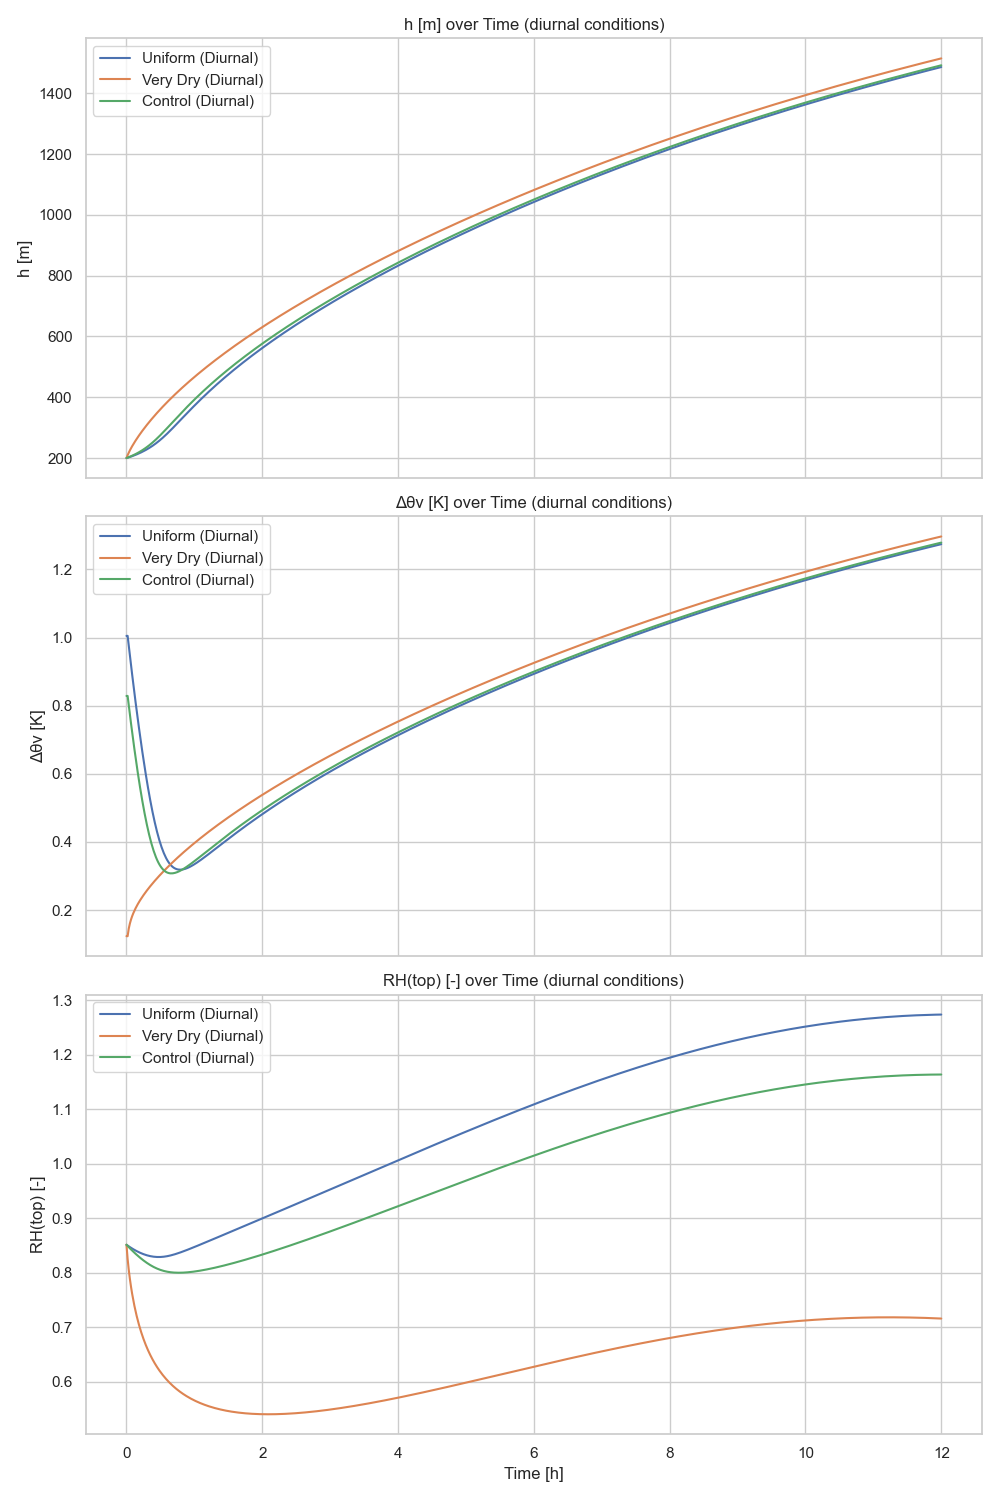 h [m] over Time (diurnal conditions)
Uniform (Diurnal)
Very Dry (Diurnal)
Control (Diurnal)
1400
1200
1000
800
600
400
200
h [m]
Δθv [K] over Time (diurnal conditions)
Uniform (Diurnal)
Very Dry (Diurnal)
Control (Diurnal)
1.2
1.0
0.8
0.6
0.4
0.2
Δθv [K]
RH(top) [-] over Time (diurnal conditions)
Uniform (Diurnal)
Very Dry (Diurnal)
Control (Diurnal)
1.3
1.2
1.1
1.0
0.9
0.8
0.7
0.6
RH(top) [-]
0 2 4 6 8 10 12
Time [h]